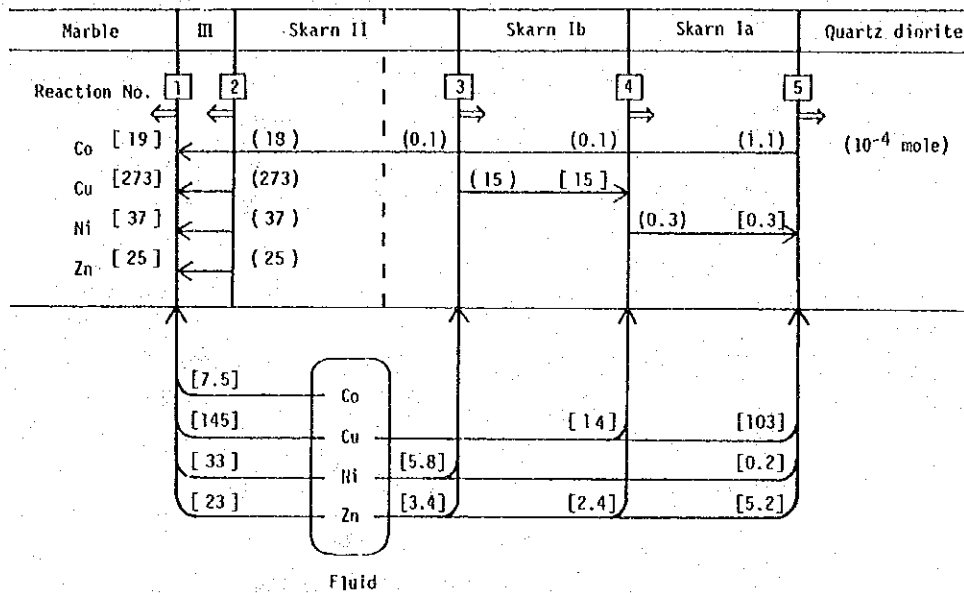 Marble III Skarn II Skarn Ib Skarn Ia Quartz diorite
Reaction No. 1 2 3 4 5
Co [19] (18) (0.1) (0.1) (1.1) (10-4 mole)
Cu [273] (273) (15) [15]
Ni [37] (37) (0.3) [0.3]
Zn [25] (25)
[7.5] Co
[145] Cu [14] [103]
[33] Ni [5.8] [0.2]
[23] Zn [3.4] [2.4] [5.2]
Fluid